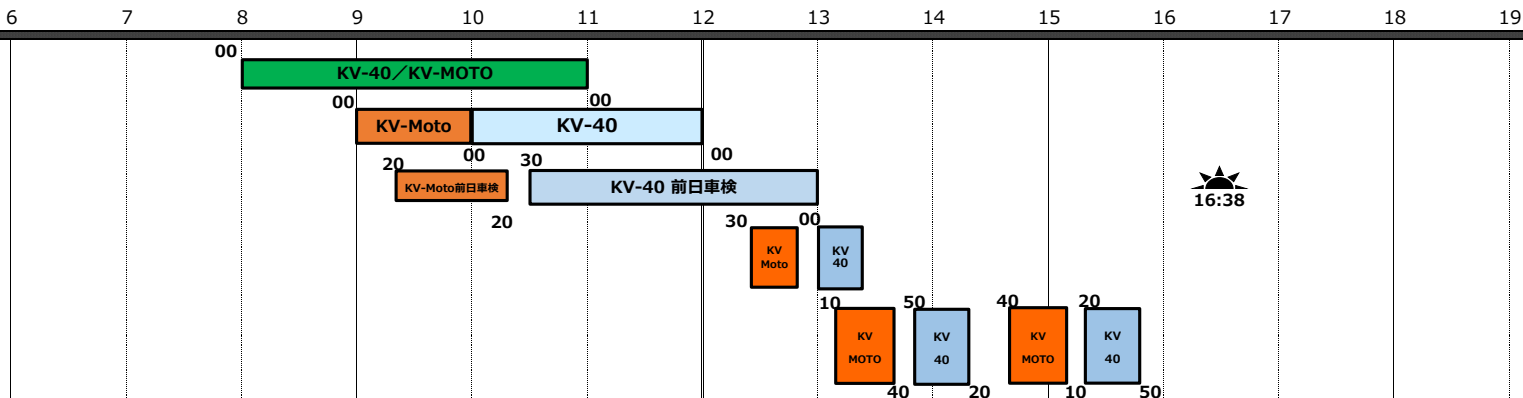 6 7 8 9 10 11 12 13 14 15 16 17 18 19
00
KV-40／KV-MOTO
00 00
KV-Moto KV-40
20 00 30 00
KV-Moto前日車検 KV-40 前日車検
16:38
20 30 00
KV
Moto
KV
40
10 50 40 20
KV
MOTO
KV
40
KV
MOTO
KV
40
40 20 10 50